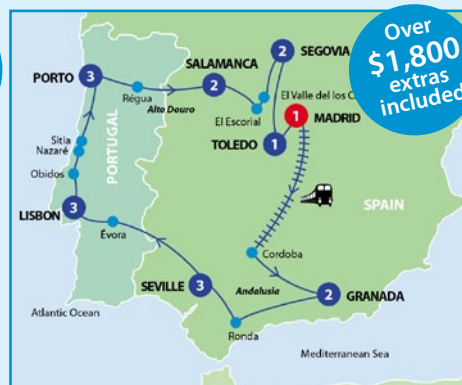 Over
$1,800
extras
included
SEGOVIA
SALAMANCA
2
2
PORTO
3
Régua
Alto Douro
El Valle del los C
El Escorial
1
MADRID
TOLEDO
1
Sitia
Nazaré
Obidos
PORTUGAL
SPAIN
LISBON
3
Évora
Cordoba
SEVILLE
3
Andalusia
2
GRANADA
Atlantic Ocean
Ronda
Mediterranean Sea